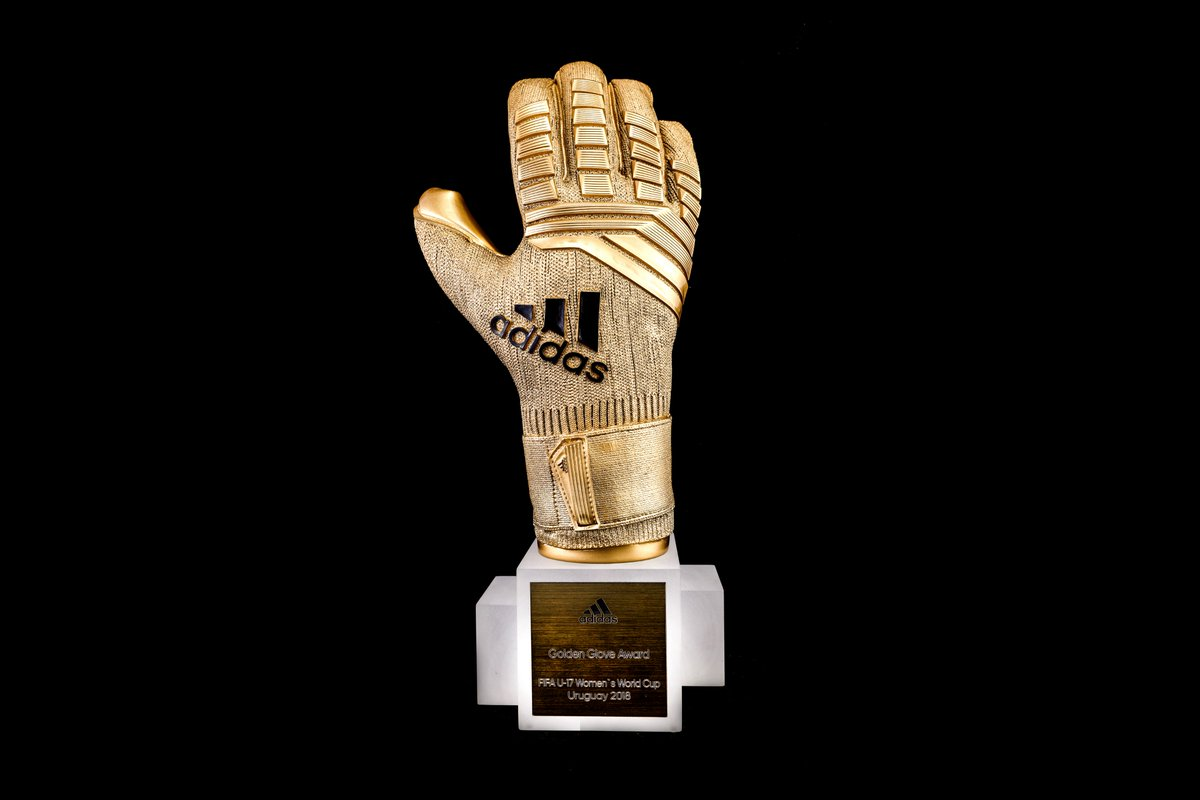 adidas
adidas
Golden Glove Award
FIFA U-17 Women`s World Cup
Uruguay 2018